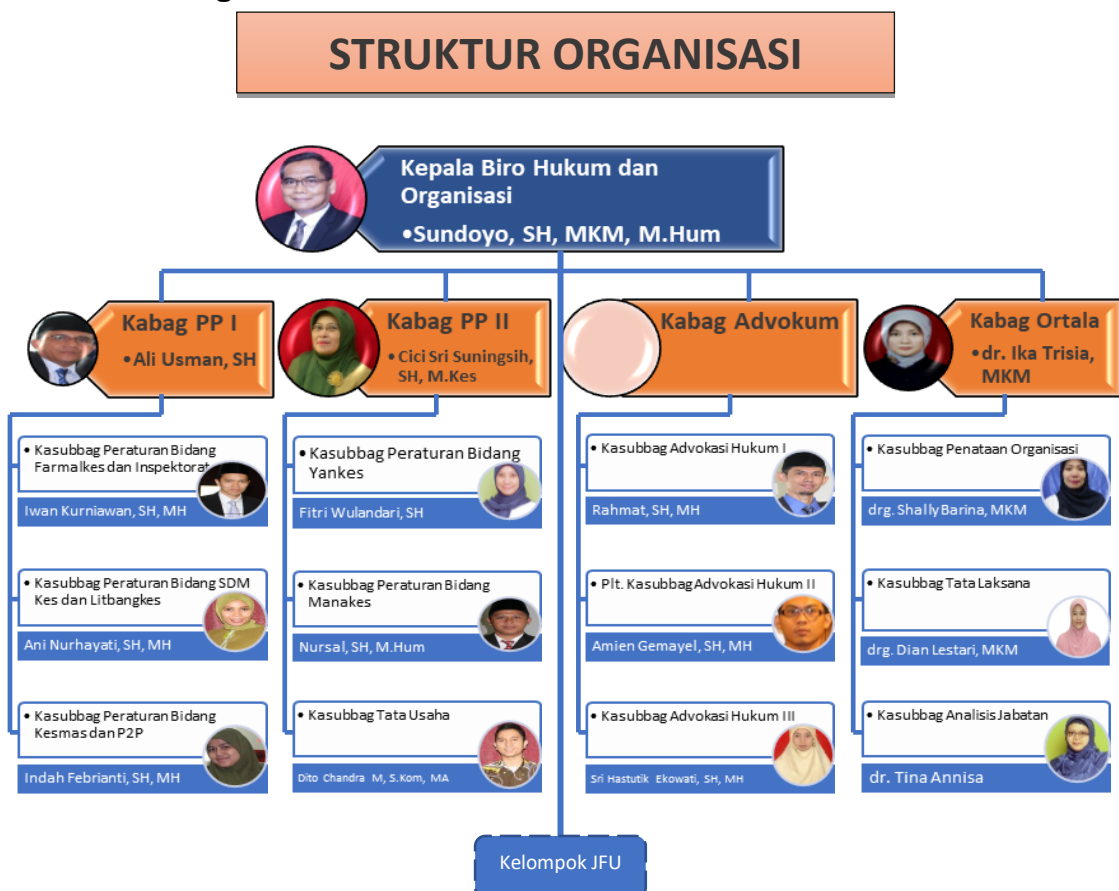 STRUKTUR ORGANISASI
Kepala Biro Hukum dan
Organisasi
•Sundoyo, SH, MKM, M.Hum
Kabag PP I
•Ali Usman, SH
Kabag PP II
• Cici Sri Suningsih,
SH, M.Kes
Kabag Advokum
Kabag Ortala
•dr. Ika Trisia,
MKM
• Kasubbag Peraturan Bidang
Farmalkes dan Inspektorat
Iwan Kurniawan, SH, MH
• Kasubbag Peraturan Bidang SDM
Kes dan Litbangkes
Ani Nurhayati, SH, MH
• Kasubbag Peraturan Bidang
Kesmas dan P2P
Indah Febrianti, SH, MH
• Kasubbag Peraturan Bidang
Yankes
Fitri Wulandari, SH
• Kasubbag Peraturan Bidang
Manakes
Nursal, SH, M.Hum
• Kasubbag Tata Usaha
Dito Chandra M, S.Kom, MA
• Kasubbag Advokasi Hukum I
Rahmat, SH, MH
• Plt. Kasubbag Advokasi Hukum II
Amien Gemayel, SH, MH
• Kasubbag Advokasi Hukum III
Sri Hastutik Ekowati, SH, MH
• Kasubbag Penataan Organisasi
drg. Shally Barina, MKM
• Kasubbag Tata Laksana
drg. Dian Lestari, MKM
• Kasubbag Analisis Jabatan
dr. Tina Annisa
Kelompok JFU